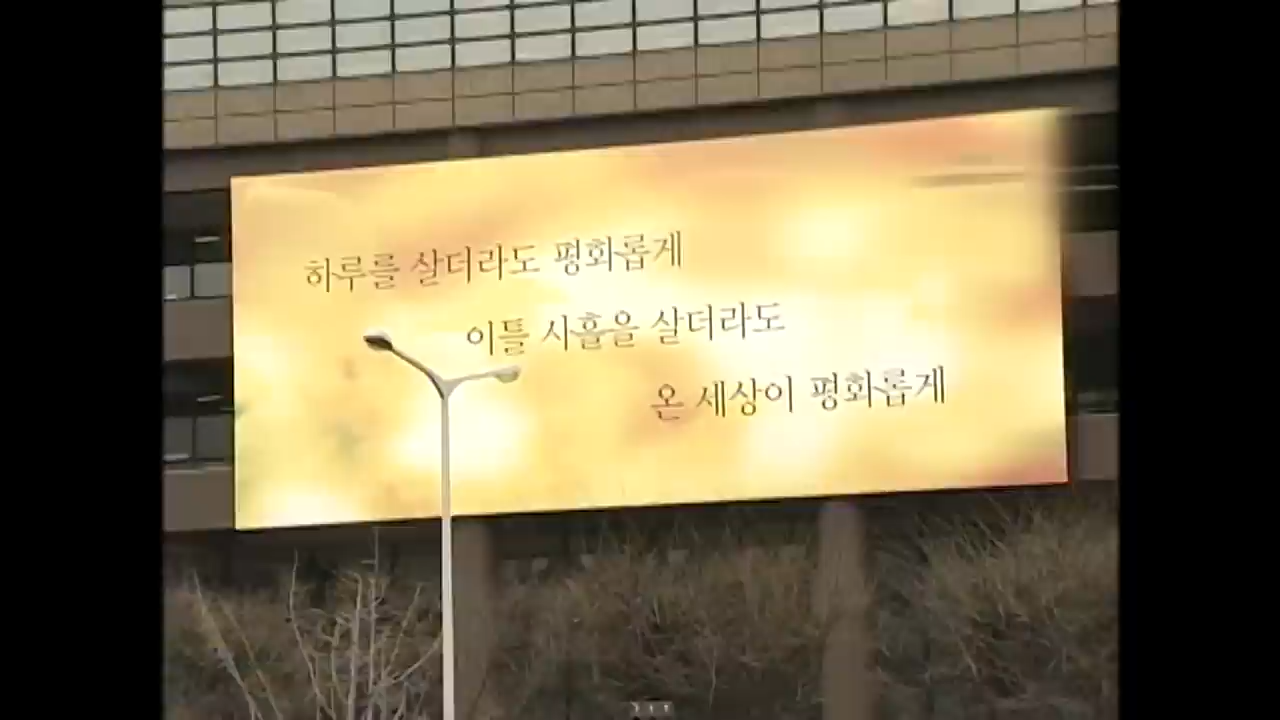 하루를 살더라도 평화롭게
이틀 사흘을 살더라도
온 세상이 평화롭게